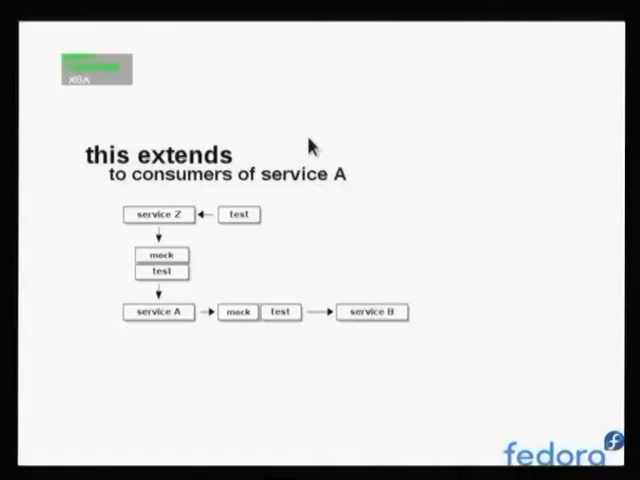 XGA
this extends
to consumers of service A
service Z
test
mock
test
service A
mock
test
service B
fedora